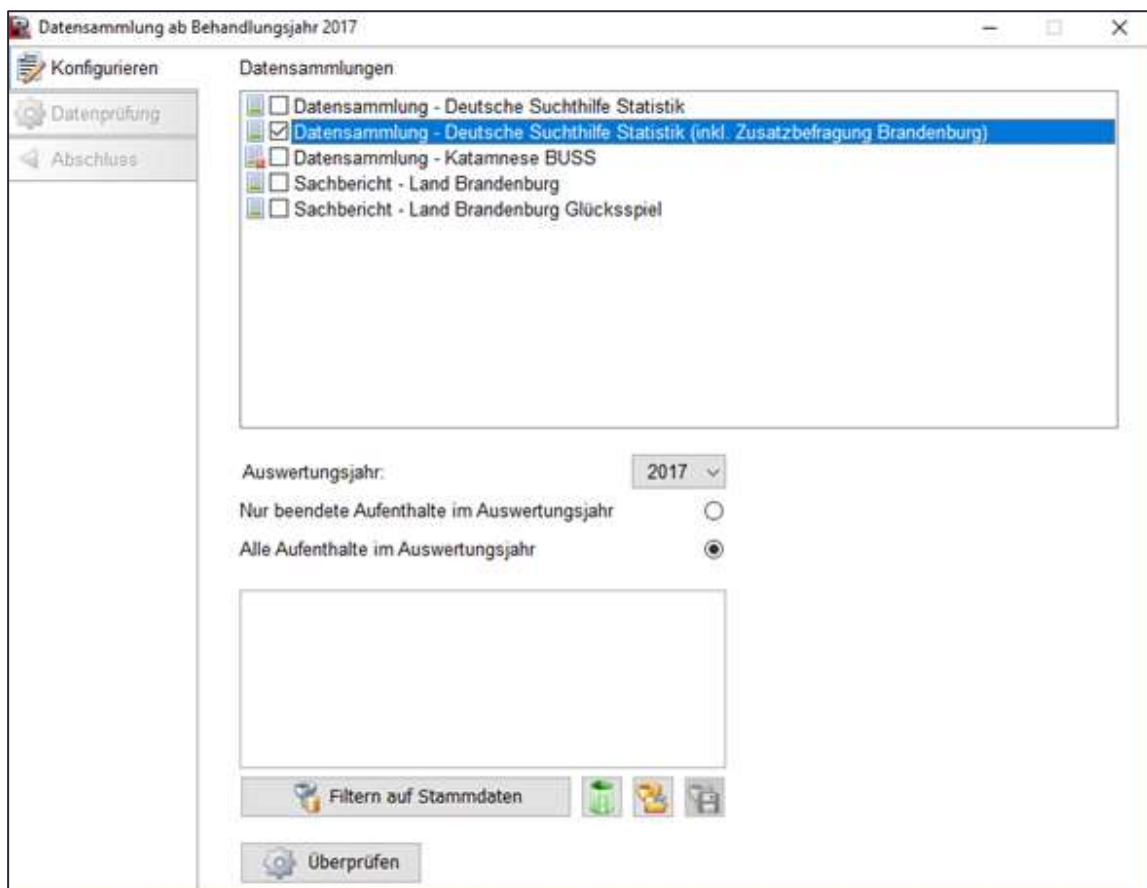 Datensammlung ab Behandlungsjahr 2017
Konfigurieren
Datenprüfung
Abschluss
Datensammlungen
Datensammlung - Deutsche Suchthilfe Statistik
Datensammlung - Deutsche Suchthilfe Statistik (inkl. Zusatzbefragung Brandenburg)
Datensammlung - Katamnese BUSS
Sachbericht - Land Brandenburg
Sachbericht - Land Brandenburg Glücksspiel
Auswertungsjahr: 2017
Nur beendete Aufenthalte im Auswertungsjahr
Alle Aufenthalte im Auswertungsjahr
Filtern auf Stammdaten
Überprüfen